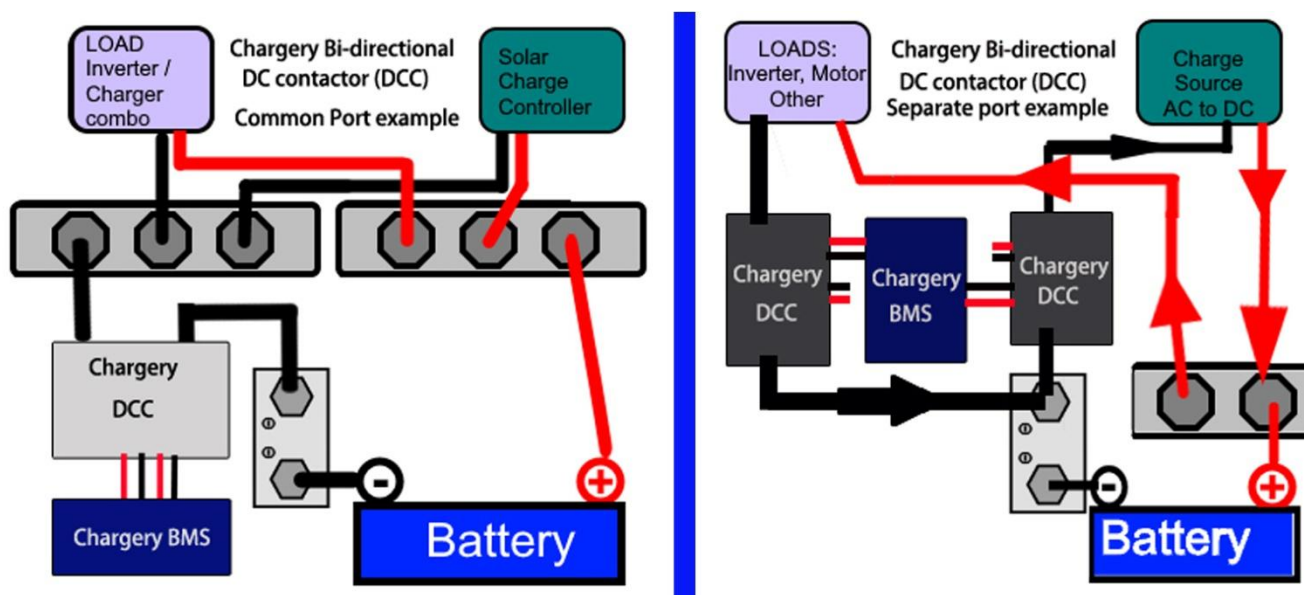 LOAD
Inverter /
Charger
combo
Chargery Bi-directional
DC contactor (DCC)
Common Port example
Solar
Charge
Controller
Chargery
DCC
Chargery BMS
-
+
Battery
LOADS:
Inverter, Motor
Other
Chargery Bi-directional
DC contactor (DCC)
Separate port example
Charge
Source
AC to DC
Chargery
DCC
Chargery
BMS
Chargery
DCC
-
+
Battery